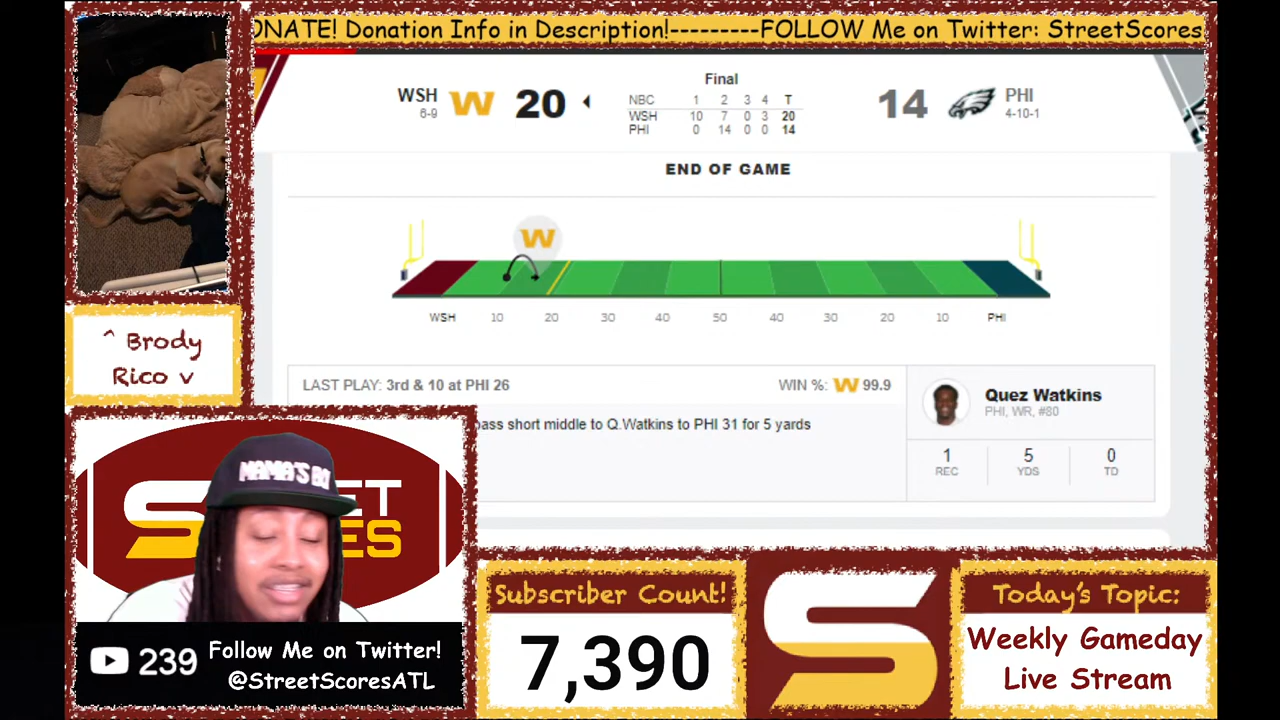 ONATE! Donation Info in Description!---------FOLLOW Me on Twitter: StreetScores
WSH
6-9
W
20
Final
NBC 1 2 3 4 T
WSH 10 7 0 3 20
PHI 0 14 0 0 14
14
PHI
4-10-1
END OF GAME
W
WSH 10 20 30 40 50 40 30 20 10 PHI
LAST PLAY: 3rd & 10 at PHI 26
WIN %: W 99.9
pass short middle to Q.Watkins to PHI 31 for 5 yards
Quez Watkins
PHI, WR, #80
1 5 0
REC YDS TD
^ Brody
Rico v
MAMA'S BO
S ET
ES
239
Follow Me on Twitter!
@StreetScoresATL
Subscriber Count!
7,390
S
Today's Topic:
Weekly Gameday
Live Stream